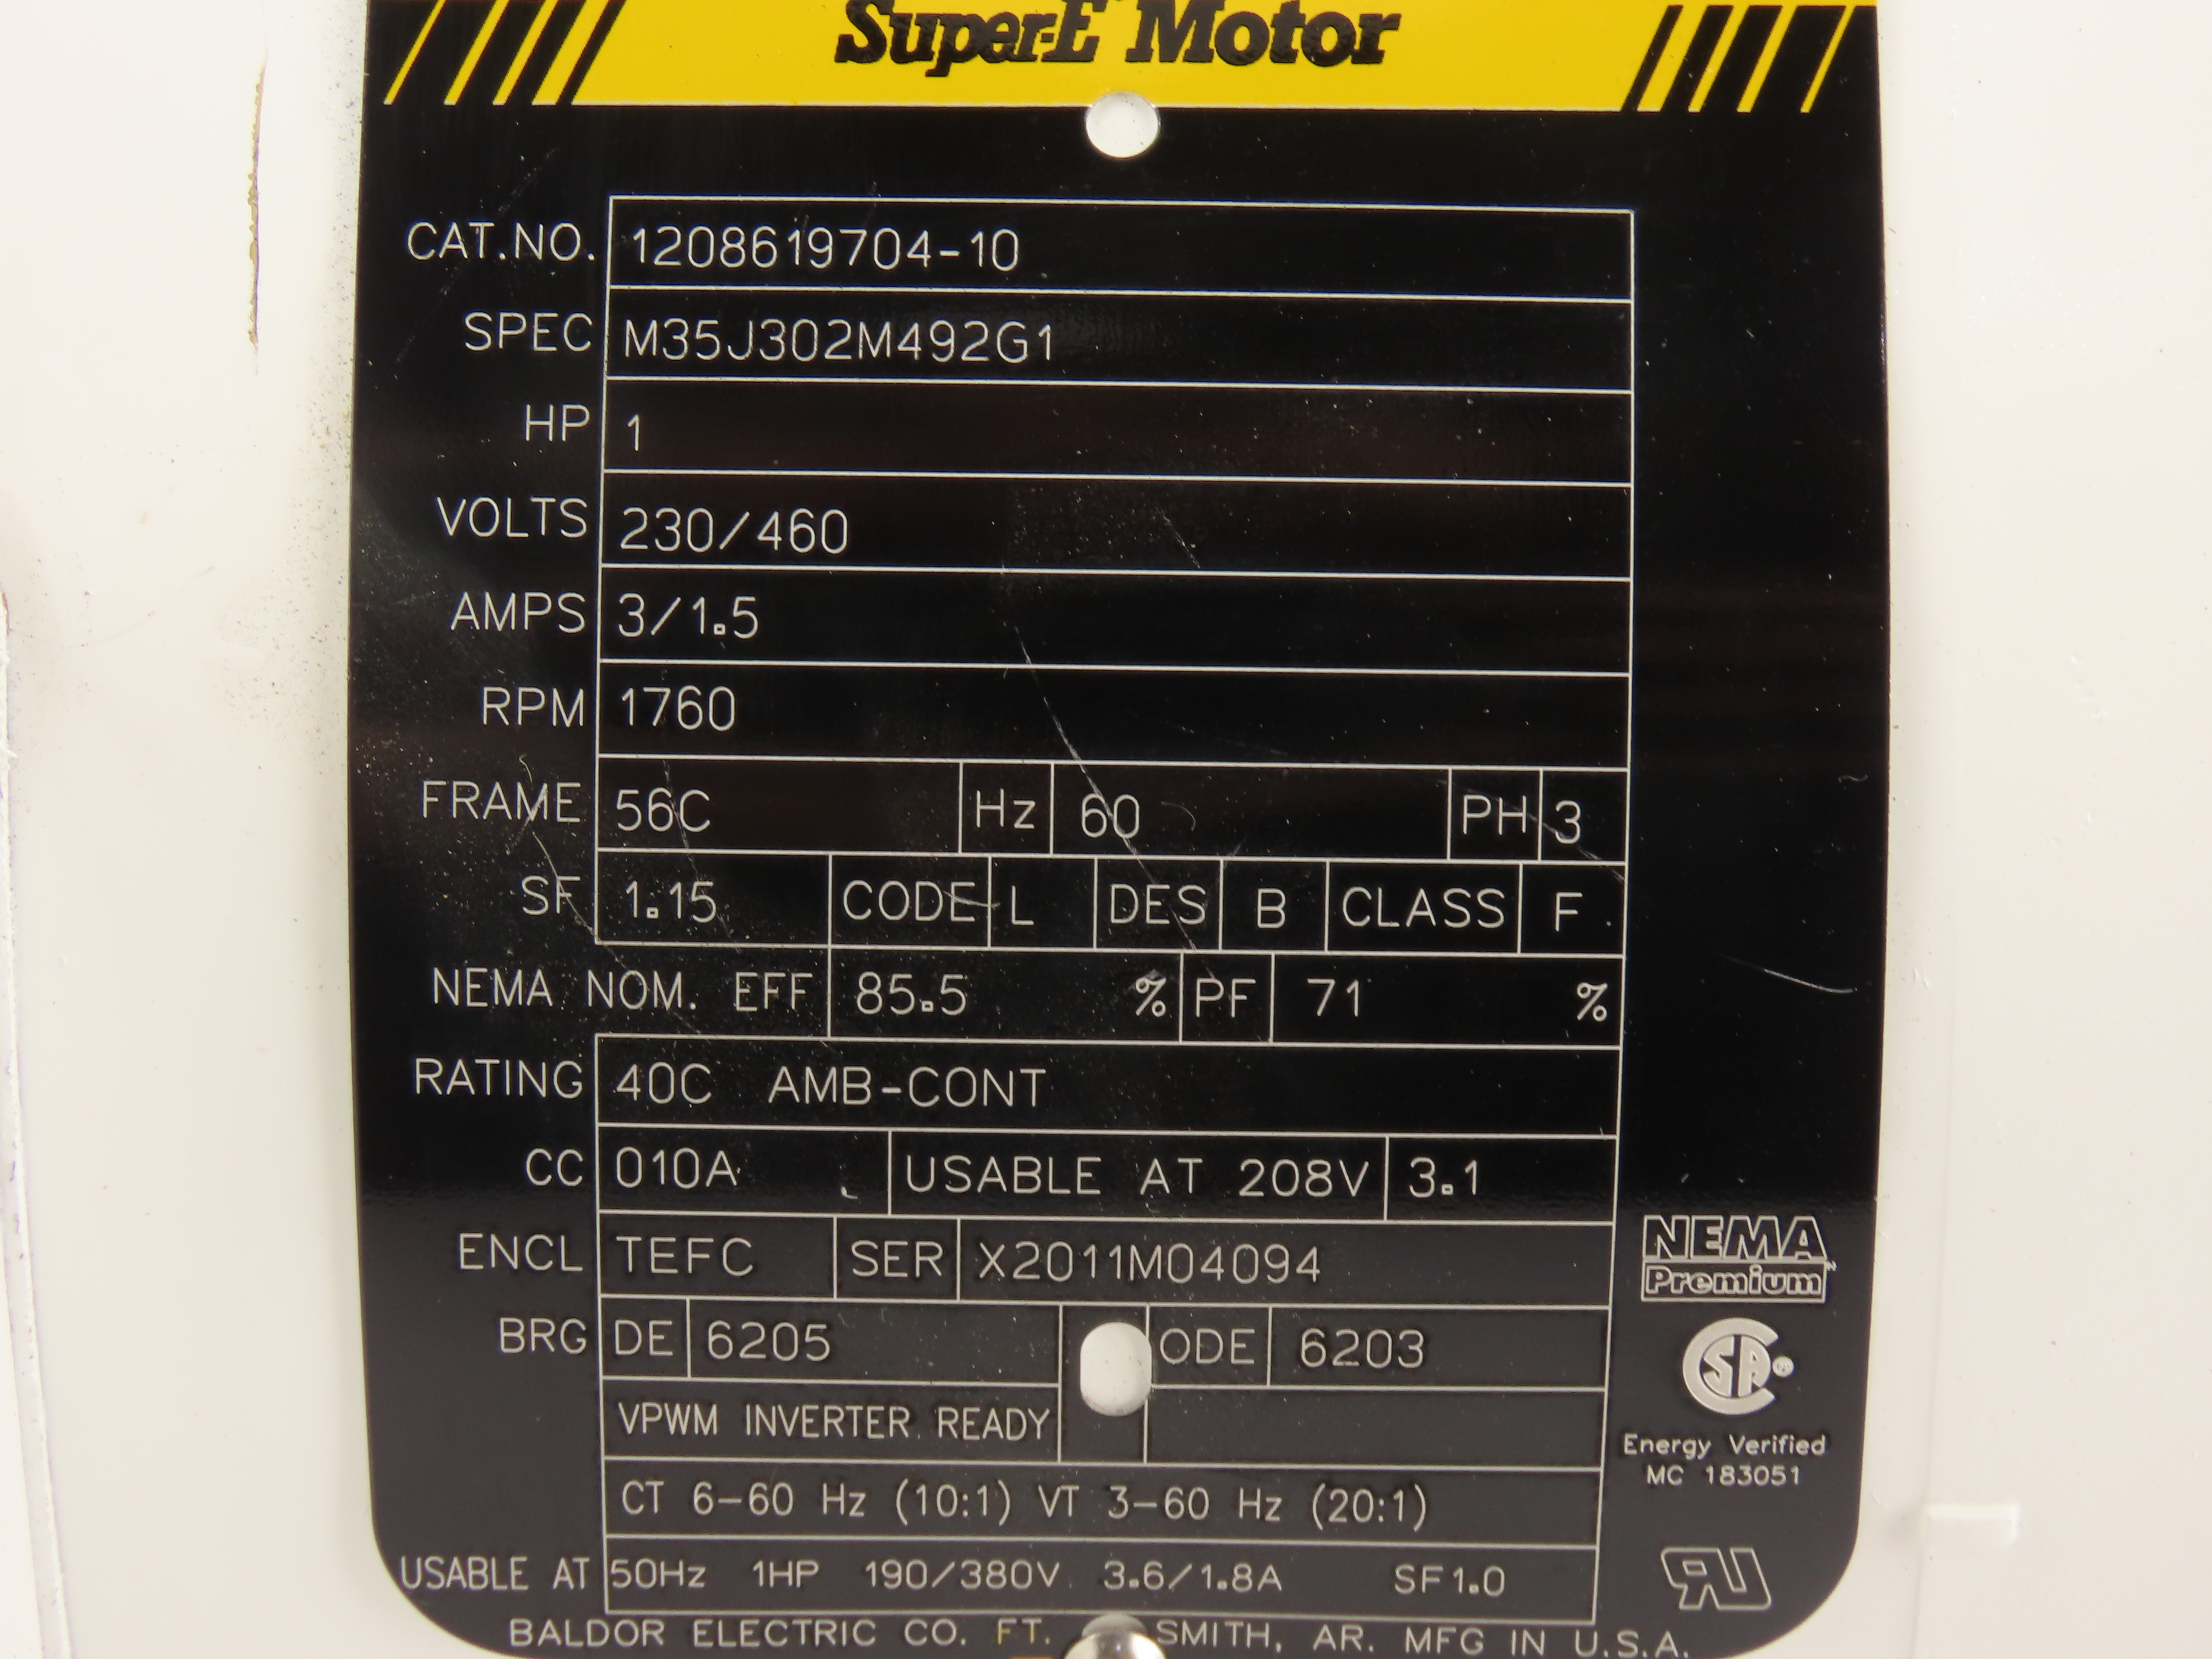 Super-E Motor
CAT.NO. 1208619704-10
SPEC M35J302M492G1
HP 1
VOLTS 230/460
AMPS 3/1.5
RPM 1760
FRAME 56C Hz 60 PH 3
SF 1.15 CODE L DES B CLASS F
NEMA NOM. EFF 85.5 % PF 71 %
RATING 40C AMB-CONT
CC 010A USABLE AT 208V 3.1
ENCL TEFC SER X2011M04094
NEMA
Premium
BRG DE 6205 ODE 6203
CSA
VPWM INVERTER READY
Energy Verified
MC 183051
CT 6-60 Hz (10:1) VT 3-60 Hz (20:1)
USABLE AT 50Hz 1HP 190/380V 3.6/1.8A SF1.0
RU
BALDOR ELECTRIC CO. FT. SMITH, AR. MFG IN U.S.A.